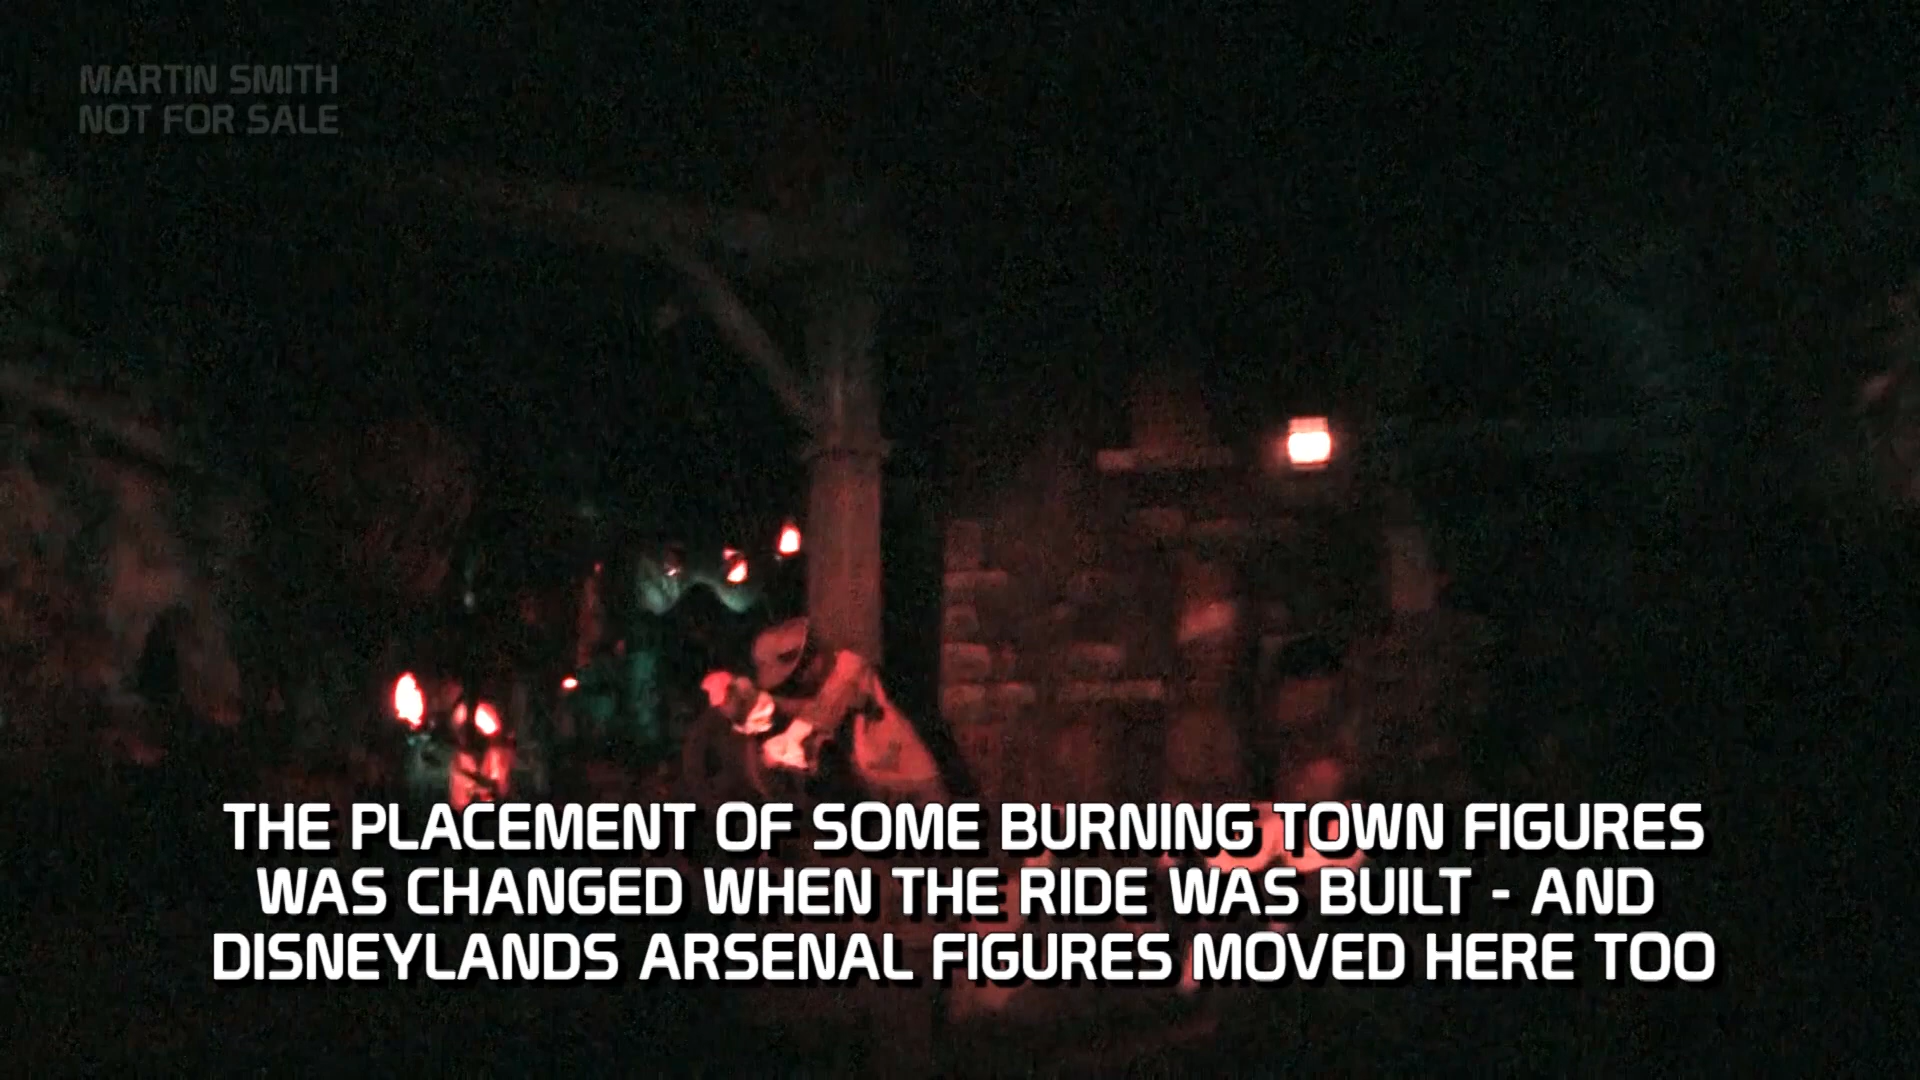 MARTIN SMITH
NOT FOR SALE
THE PLACEMENT OF SOME BURNING TOWN FIGURES
WAS CHANGED WHEN THE RIDE WAS BUILT - AND
DISNEYLANDS ARSENAL FIGURES MOVED HERE TOO